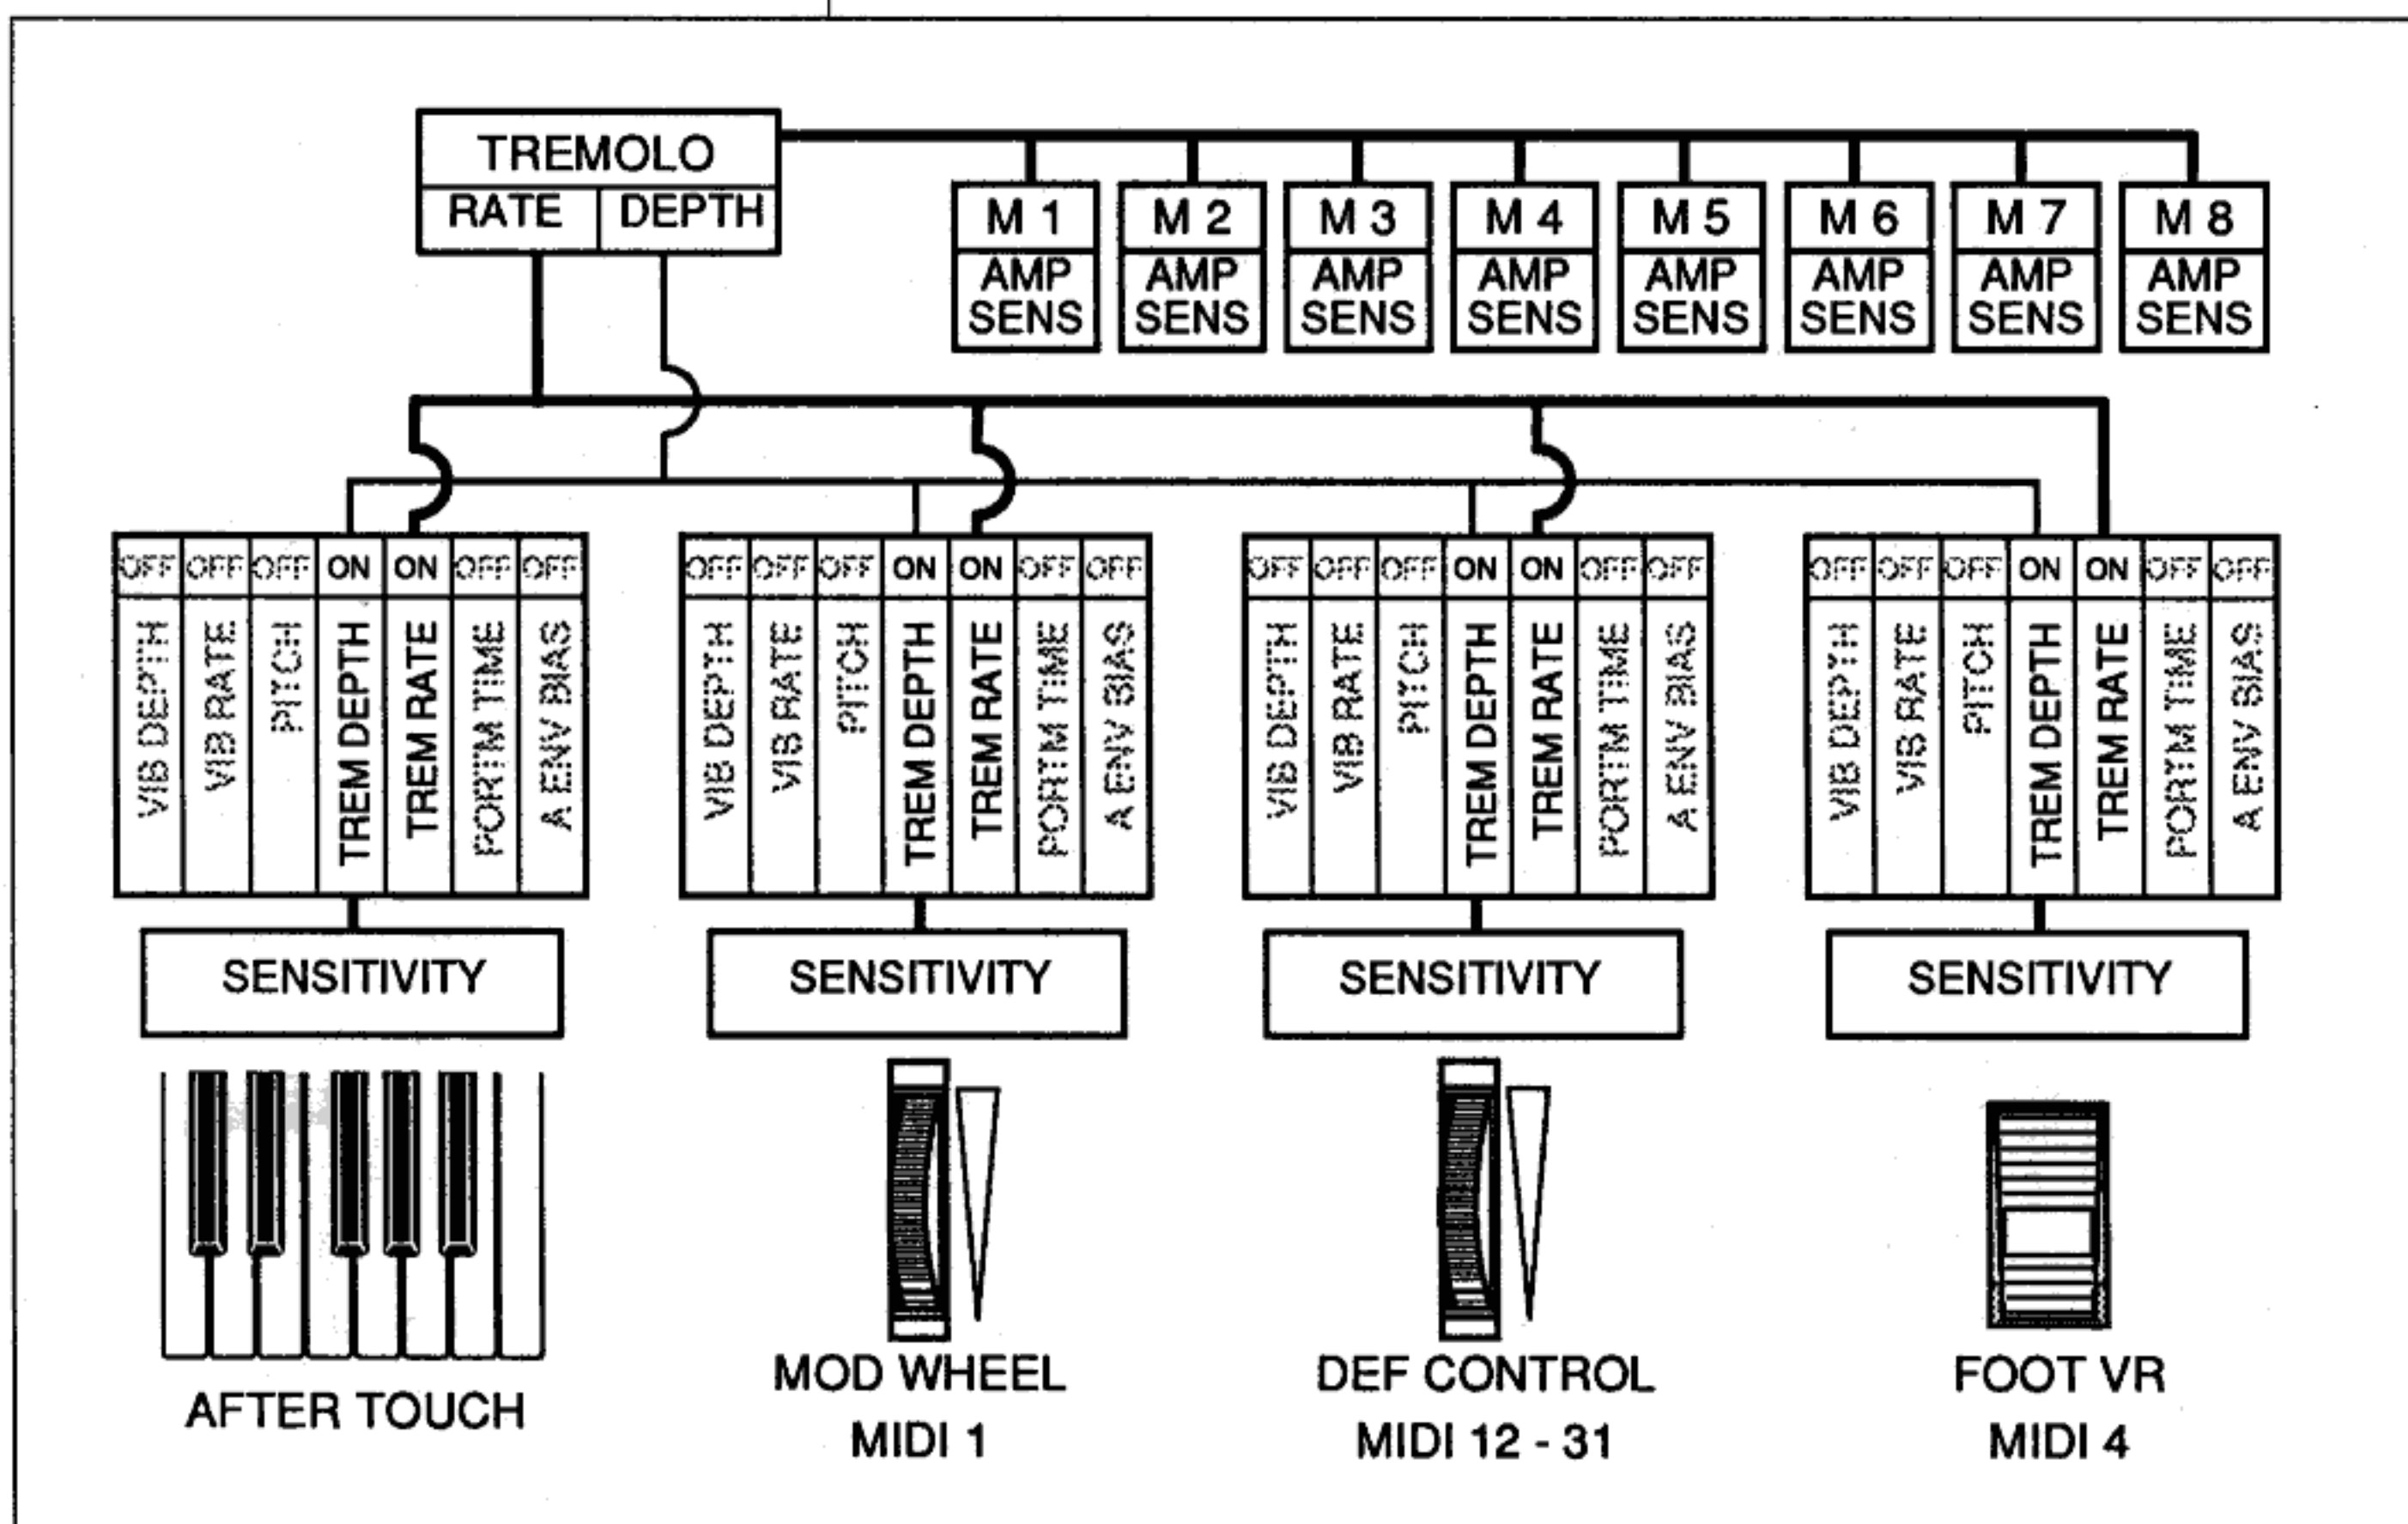 TREMOLO
RATE DEPTH
M 1 M 2 M 3 M 4 M 5 M 6 M 7 M 8
AMP AMP AMP AMP AMP AMP AMP AMP
SENS SENS SENS SENS SENS SENS SENS SENS
OFF OFF OFF ON ON OFF OFF OFF OFF OFF ON ON OFF OFF OFF OFF OFF ON ON OFF OFF OFF OFF OFF ON ON OFF OFF
VIB DEPTH
VIB RATE
PITCH
TREM DEPTH
TREM RATE
PORTM TIME
A ENV BIAS
VIB DEPTH
VIB RATE
PITCH
TREM DEPTH
TREM RATE
PORTM TIME
A ENV BIAS
VIB DEPTH
VIB RATE
PITCH
TREM DEPTH
TREM RATE
PORTM TIME
A ENV BIAS
VIB DEPTH
VIB RATE
PITCH
TREM DEPTH
TREM RATE
PORTM TIME
A ENV BIAS
SENSITIVITY SENSITIVITY SENSITIVITY SENSITIVITY
AFTER TOUCH
MOD WHEEL
MIDI 1
DEF CONTROL
MIDI 12 - 31
FOOT VR
MIDI 4